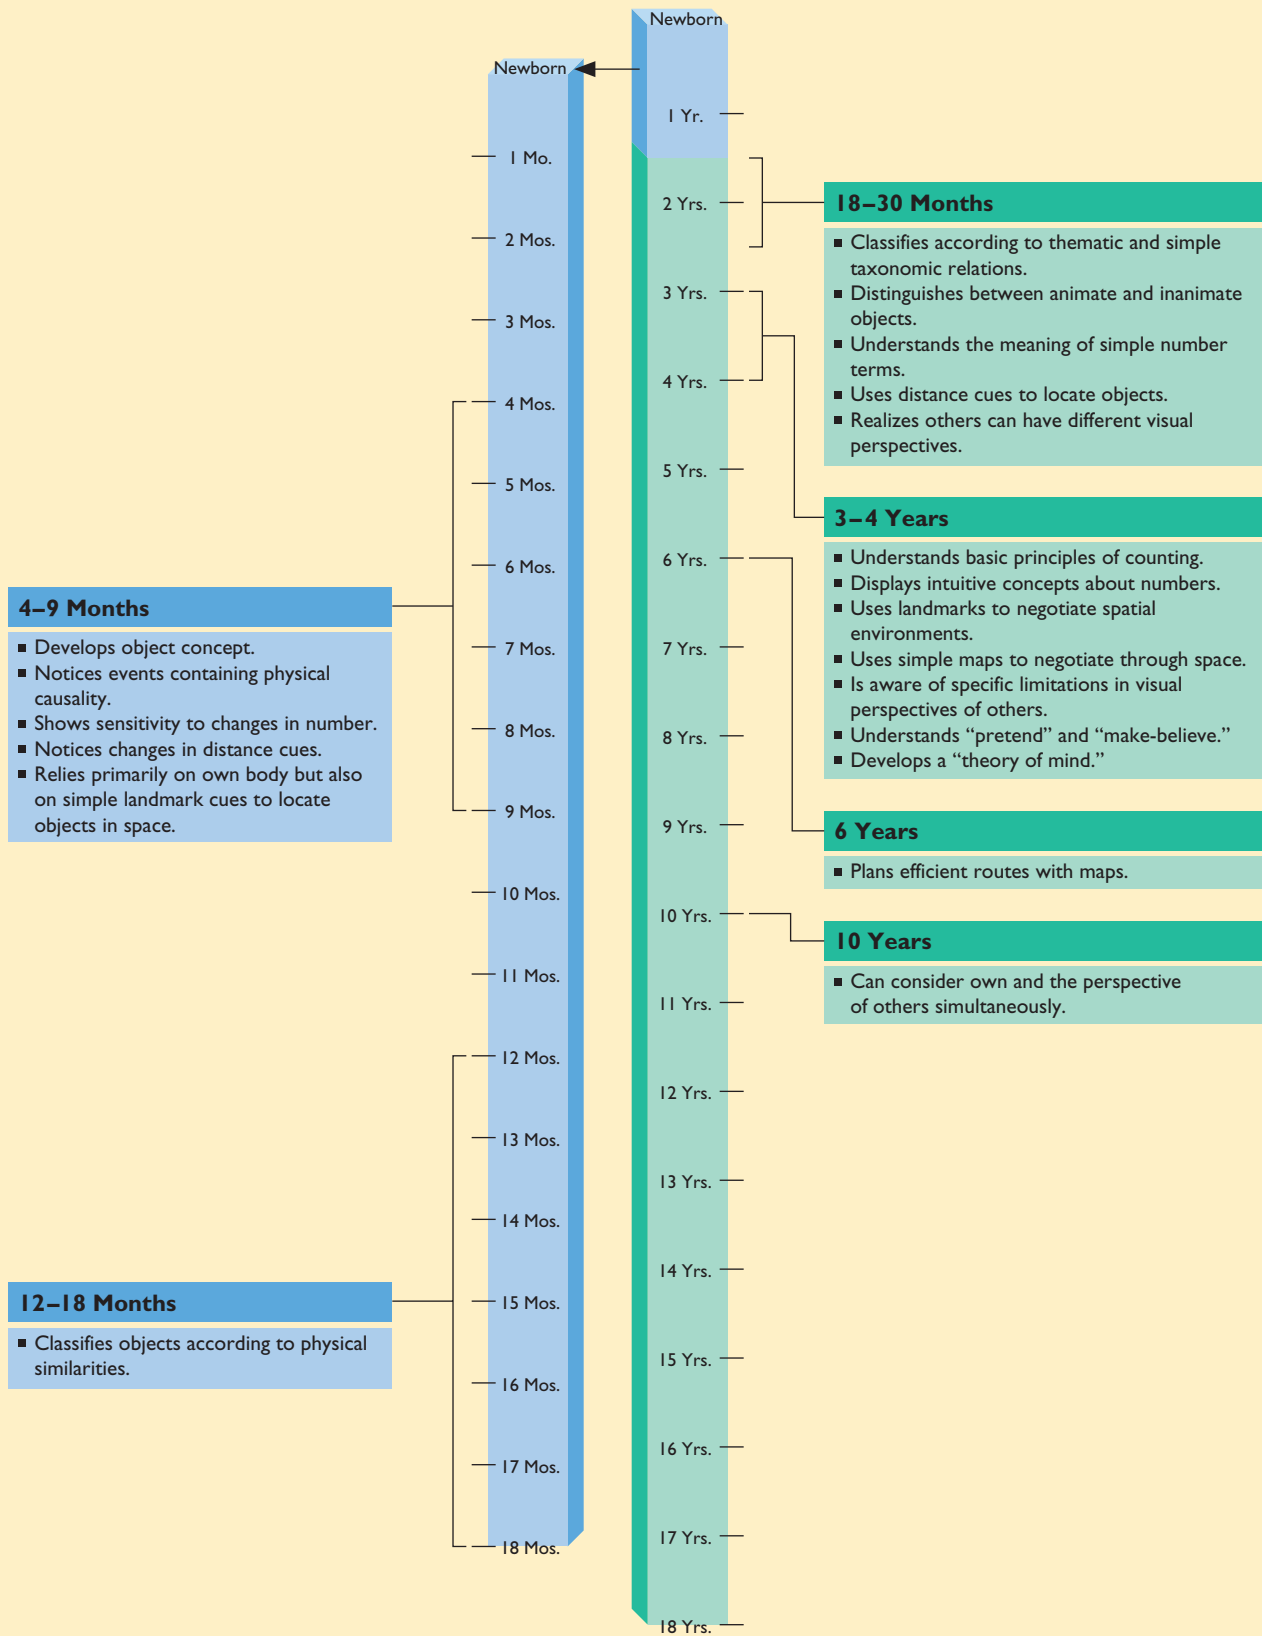 Newborn
1 Mo.
2 Mos.
3 Mos.
4 Mos.
5 Mos.
6 Mos.
7 Mos.
8 Mos.
9 Mos.
10 Mos.
11 Mos.
12 Mos.
13 Mos.
14 Mos.
15 Mos.
16 Mos.
17 Mos.
18 Mos.
4–9 Months
▪ Develops object concept.
▪ Notices events containing physical
causality.
▪ Shows sensitivity to changes in number.
▪ Notices changes in distance cues.
▪ Relies primarily on own body but also
on simple landmark cues to locate
objects in space.
12–18 Months
▪ Classifies objects according to physical
similarities.
Newborn
1 Yr.
2 Yrs.
3 Yrs.
4 Yrs.
5 Yrs.
6 Yrs.
7 Yrs.
8 Yrs.
9 Yrs.
10 Yrs.
11 Yrs.
12 Yrs.
13 Yrs.
14 Yrs.
15 Yrs.
16 Yrs.
17 Yrs.
18 Yrs.
18–30 Months
▪ Classifies according to thematic and simple
taxonomic relations.
▪ Distinguishes between animate and inanimate
objects.
▪ Understands the meaning of simple number
terms.
▪ Uses distance cues to locate objects.
▪ Realizes others can have different visual
perspectives.
3–4 Years
▪ Understands basic principles of counting.
▪ Displays intuitive concepts about numbers.
▪ Uses landmarks to negotiate spatial
environments.
▪ Uses simple maps to negotiate through space.
▪ Is aware of specific limitations in visual
perspectives of others.
▪ Understands “pretend” and “make-believe.”
▪ Develops a “theory of mind.”
6 Years
▪ Plans efficient routes with maps.
10 Years
▪ Can consider own and the perspective
of others simultaneously.